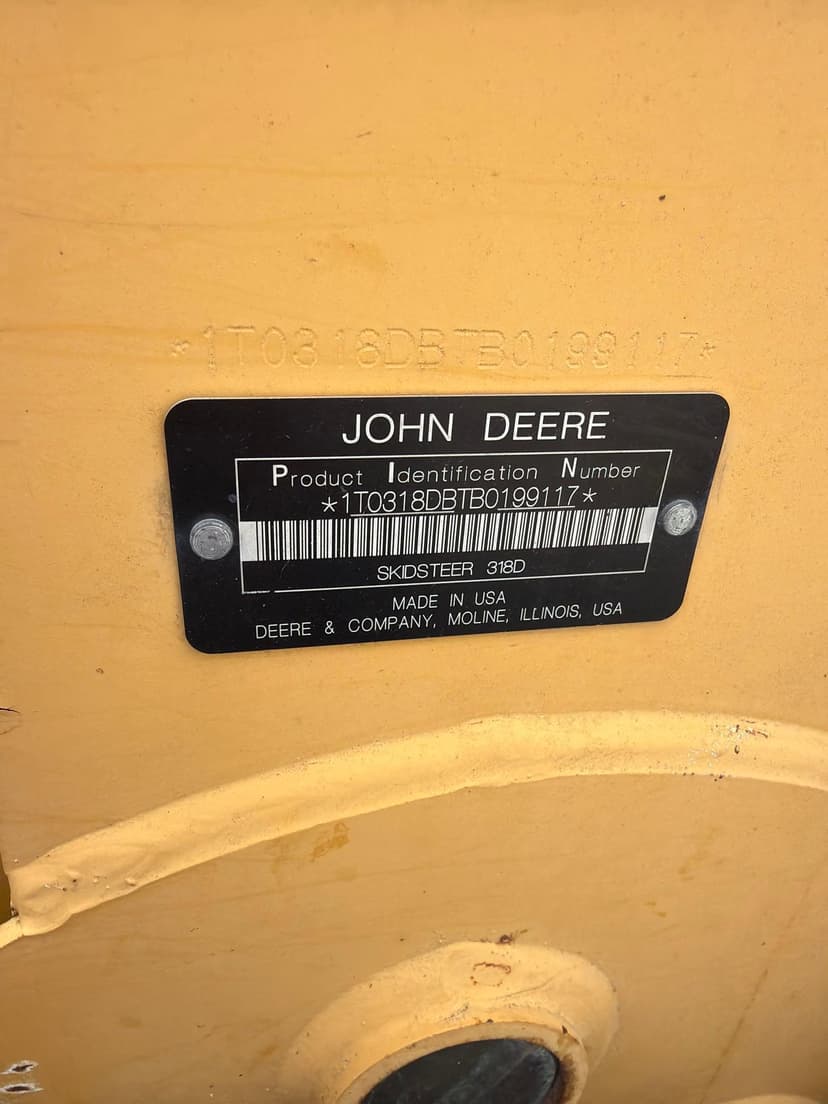 *1T0318DBTB0199117*
JOHN DEERE
Product Identification Number
*1T0318DBTB0199117*
SKIDSTEER 318D
MADE IN USA
DEERE & COMPANY, MOLINE, ILLINOIS, USA